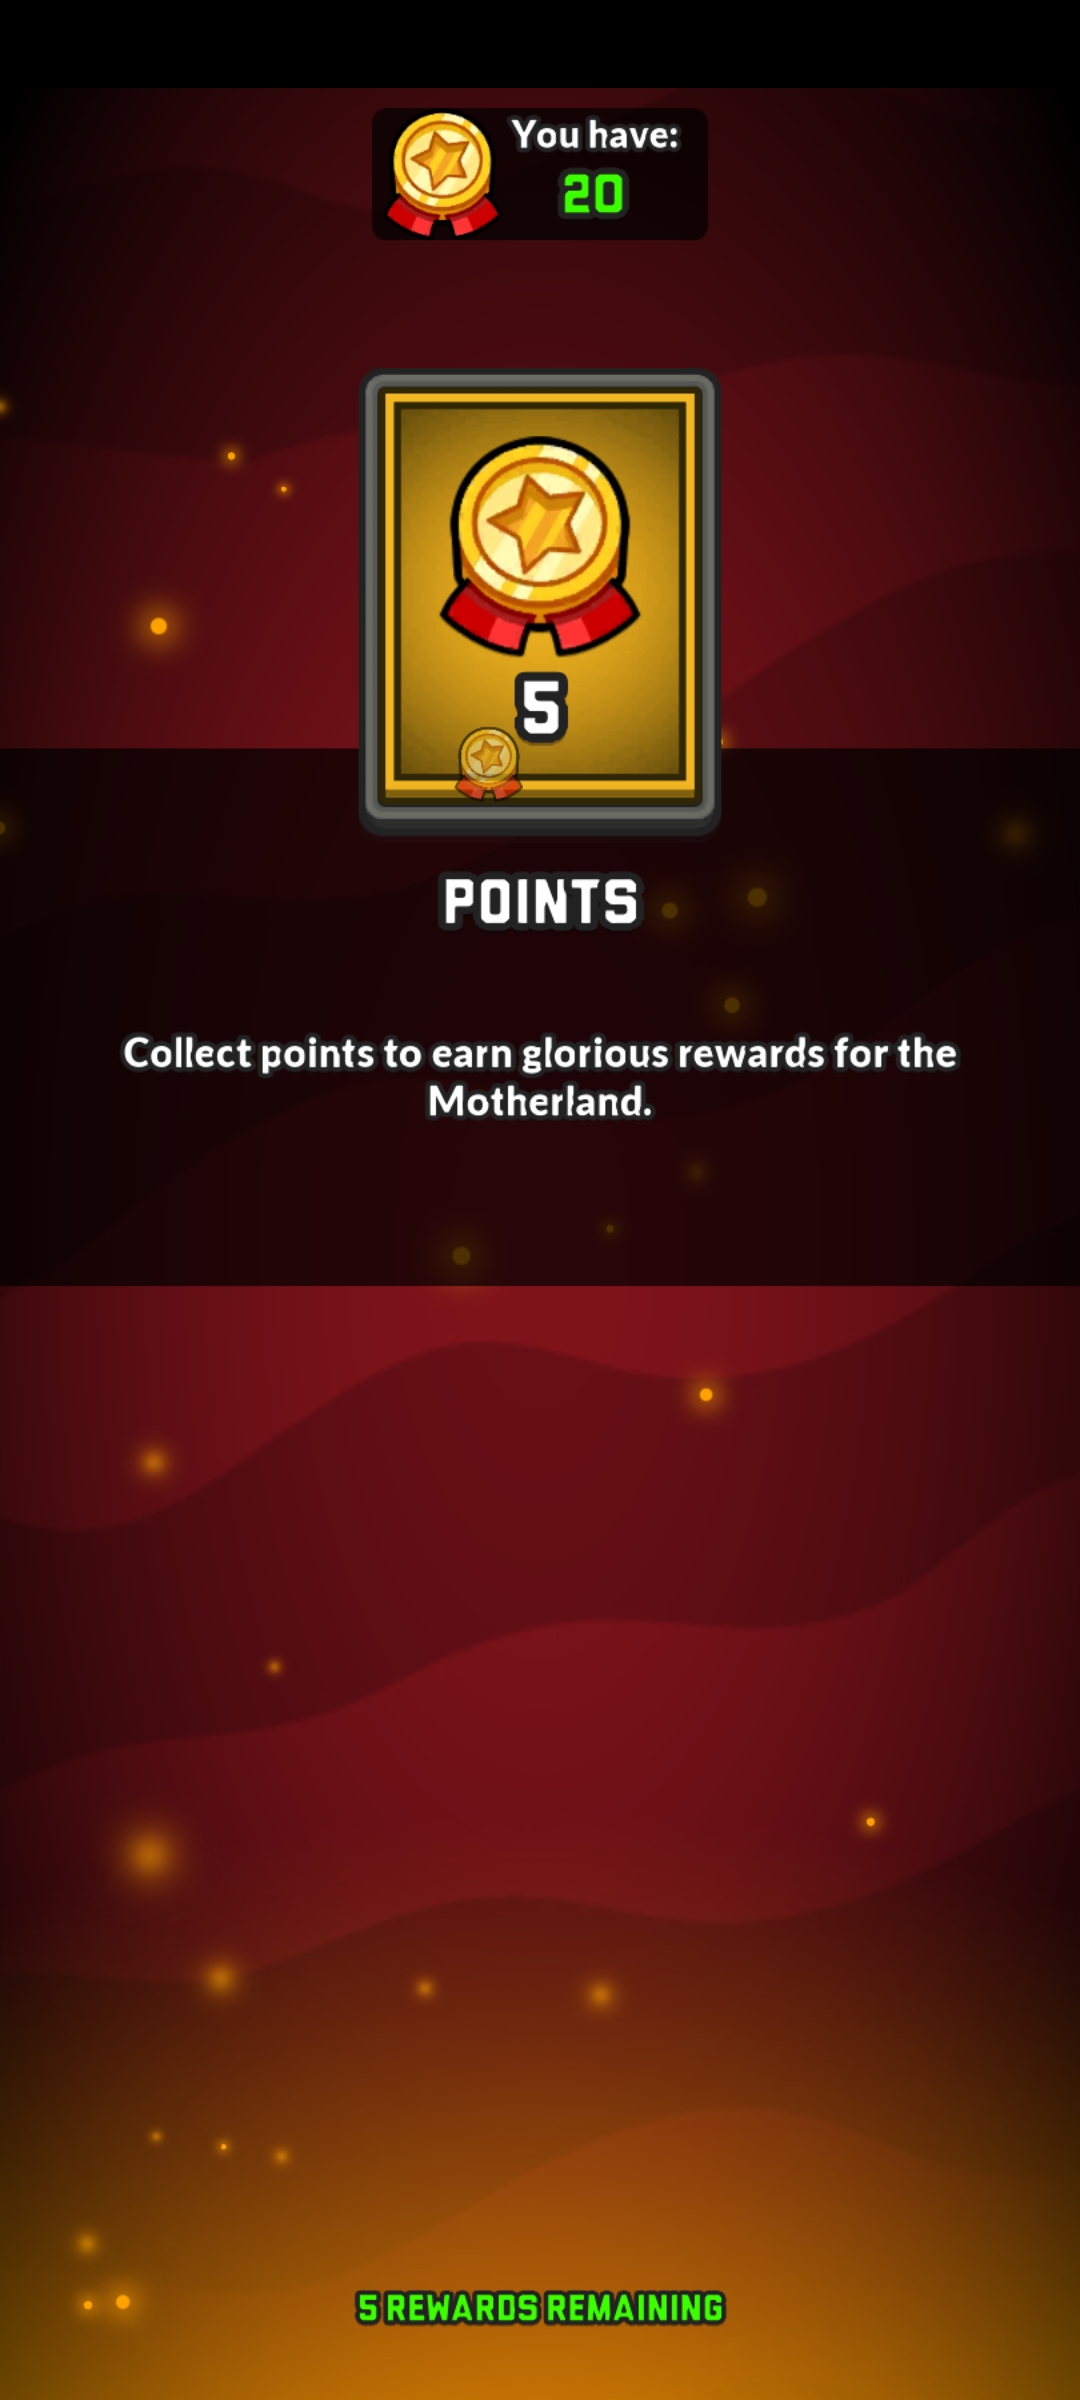 You have:
20
5
POINTS
Collect points to earn glorious rewards for the
Motherland.
5 REWARDS REMAINING